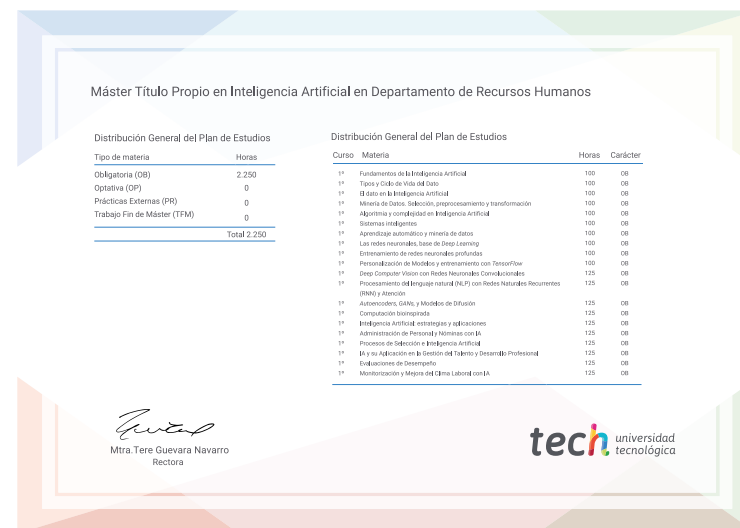 Máster Título Propio en Inteligencia Artificial en Departamento de Recursos Humanos
Distribución General del Plan de Estudios
Tipo de materia Horas
Obligatoria (OB) 2.250
Optativa (OP) 0
Prácticas Externas (PR) 0
Trabajo Fin de Máster (TFM) 0
Total 2.250
Distribución General del Plan de Estudios
Curso Materia Horas Carácter
1º Fundamentos de la Inteligencia Artificial 100 OB
1º Tipos y Ciclo de Vida del Dato 100 OB
1º El dato en la Inteligencia Artificial 100 OB
1º Minería de Datos. Selección, preprocesamiento y transformación 100 OB
1º Algoritmia y complejidad en Inteligencia Artificial 100 OB
1º Sistemas inteligentes 100 OB
1º Aprendizaje automático y minería de datos 100 OB
1º Las redes neuronales, base de Deep Learning 100 OB
1º Entrenamiento de redes neuronales profundas 100 OB
1º Personalización de Modelos y entrenamiento con TensorFlow 100 OB
1º Deep Computer Vision con Redes Neuronales Convolucionales 125 OB
1º Procesamiento del lenguaje natural (NLP) con Redes Naturales Recurrentes 125 OB
(RNN) y Atención
1º Autoencoders, GANs, y Modelos de Difusión 125 OB
1º Computación bioinspirada 125 OB
1º Inteligencia Artificial: estrategias y aplicaciones 125 OB
1º Administración de Personal y Nóminas con IA 125 OB
1º Procesos de Selección e Inteligencia Artificial 125 OB
1º IA y su Aplicación en la Gestión del Talento y Desarrollo Profesional 125 OB
1º Evaluaciones de Desempeño 125 OB
1º Monitorización y Mejora del Clima Laboral con IA 125 OB
Mtra.Tere Guevara Navarro
Rectora
tech universidad
tecnológica